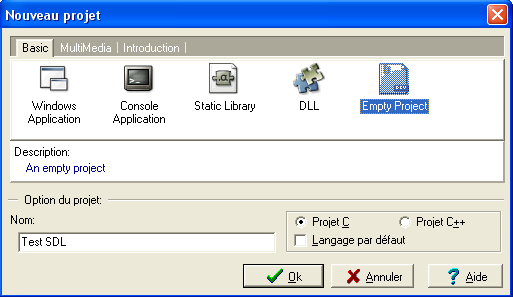 Nouveau projet
Basic MultiMedia Introduction
Windows Application Console Application Static Library DLL Empty Project
DEV
Description:
An empty project
Option du projet:
Nom:
Test SDL
Projet C Projet C++
Langage par défaut
Ok Annuler Aide